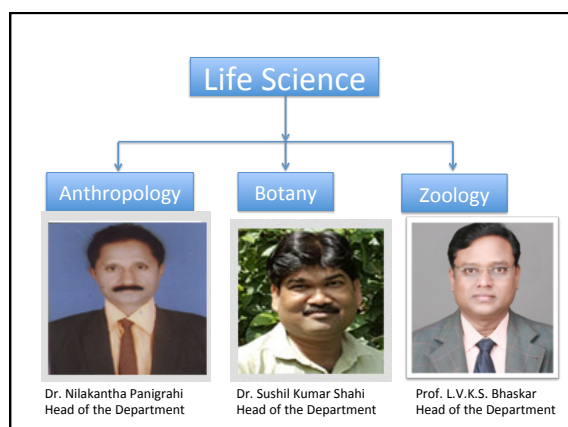 Life Science
Anthropology
Botany
Zoology
Dr. Nilakantha Panigrahi
Head of the Department
Dr. Sushil Kumar Shahi
Head of the Department
Prof. L.V.K.S. Bhaskar
Head of the Department